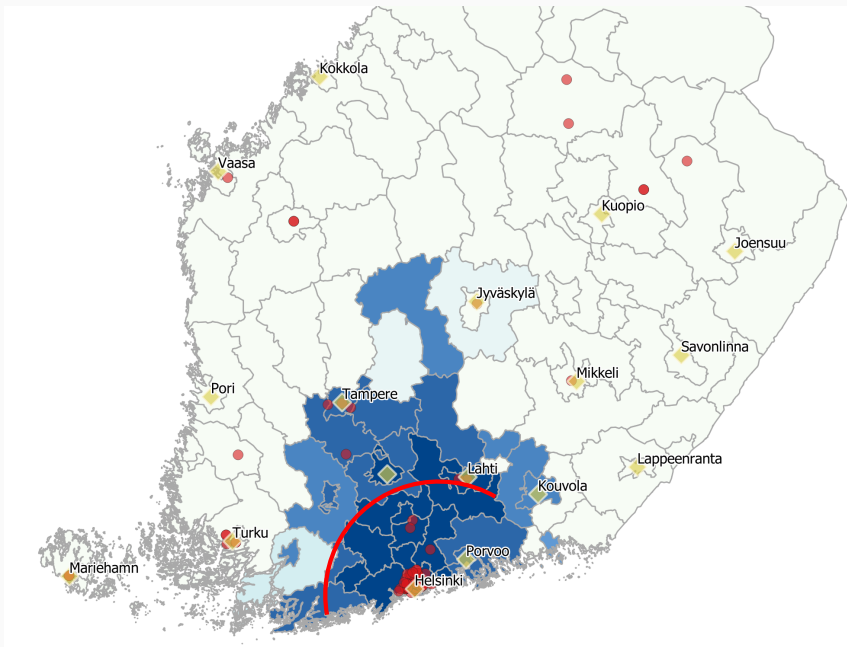 Kokkola
Vaasa
Kuopio
Joensuu
Jyväskylä
Savonlinna
Mikkeli
Pori
Tampere
Lahti
Lappeenranta
Kouvola
Turku
Porvoo
Mariehamn
Helsinki